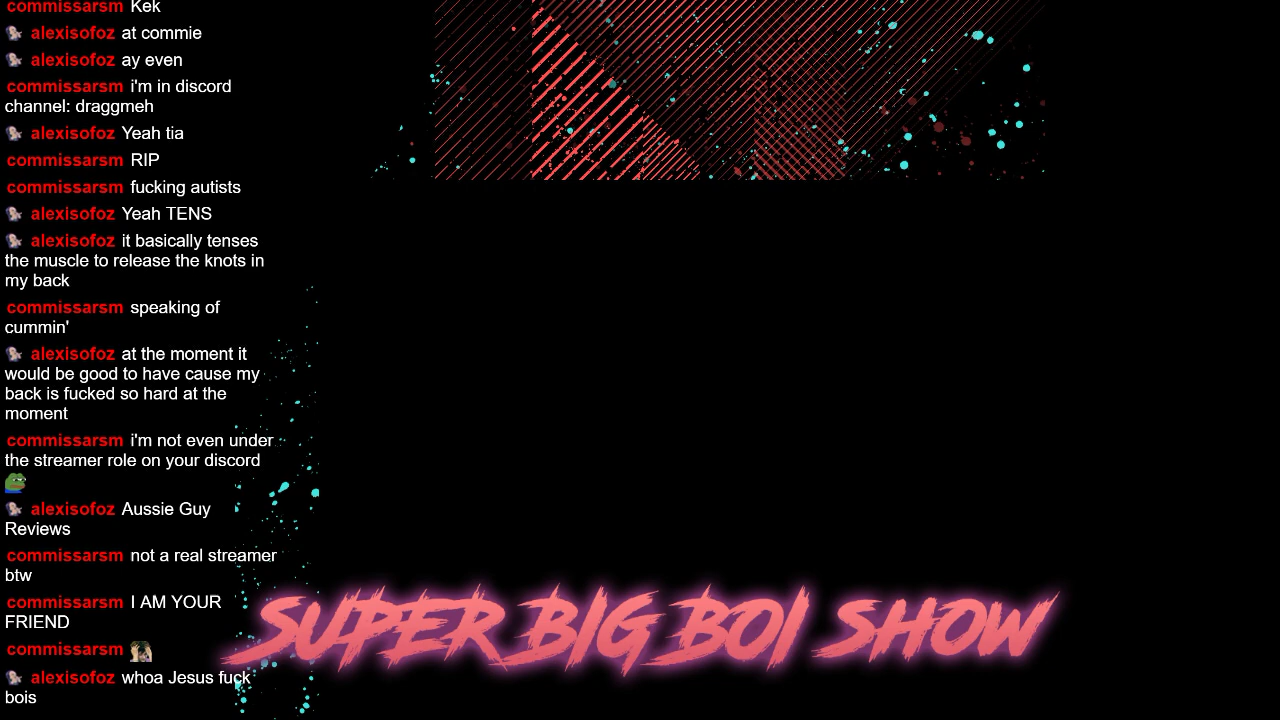 commissarsm Kek
alexisofoz at commie
alexisofoz ay even
commissarsm i'm in discord
channel: draggmeh
alexisofoz Yeah tia
commissarsm RIP
commissarsm fucking autists
alexisofoz Yeah TENS
alexisofoz it basically tenses
the muscle to release the knots in
my back
commissarsm speaking of
cummin'
alexisofoz at the moment it
would be good to have cause my
back is fucked so hard at the
moment
commissarsm i'm not even under
the streamer role on your discord
alexisofoz Aussie Guy
Reviews
commissarsm not a real streamer
btw
commissarsm I AM YOUR
FRIEND
commissarsm
alexisofoz whoa Jesus fuck
bois
SUPER BIG BOI SHOW